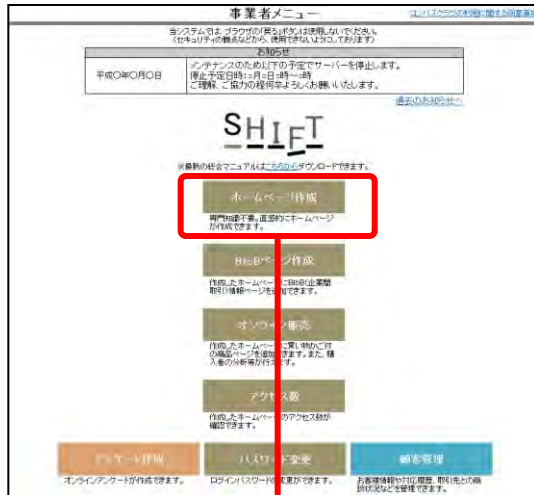 事業者メニュー
当システムでは、ブラウザの「戻る」ボタンは使用しないでください。
(セキュリティの観点などから、使用できないようにしております)
お知らせ
平成〇年〇月〇日
メンテナンスのため以下の予定でサーバーを停止します。
停止予定日時:○月○日○時~○時
ご理解、ご協力の程何卒よろしくお願いいたします。
過去のお知らせへ
SHIFT
※最新の総合マニュアルはこちらからダウンロードできます。
ホームページ作成
専門知識不要。直感的にホームページ
が作成できます。
BtoBページ作成
作成したホームページにBtoB(企業間
取引)情報ページを追加できます。
オンライン販売
作成したホームページに買い物かご付
の商品ページを追加できます。また、購
入者の分析等が行えます。
アクセス数
作成したホームページのアクセス数が
確認できます。
アンケート作成
オンラインアンケートが作成できます。
パスワード変更
ログインパスワードの変更ができます。
顧客管理
お客様情報や対応履歴、取引先との商
談状況などを管理できます。